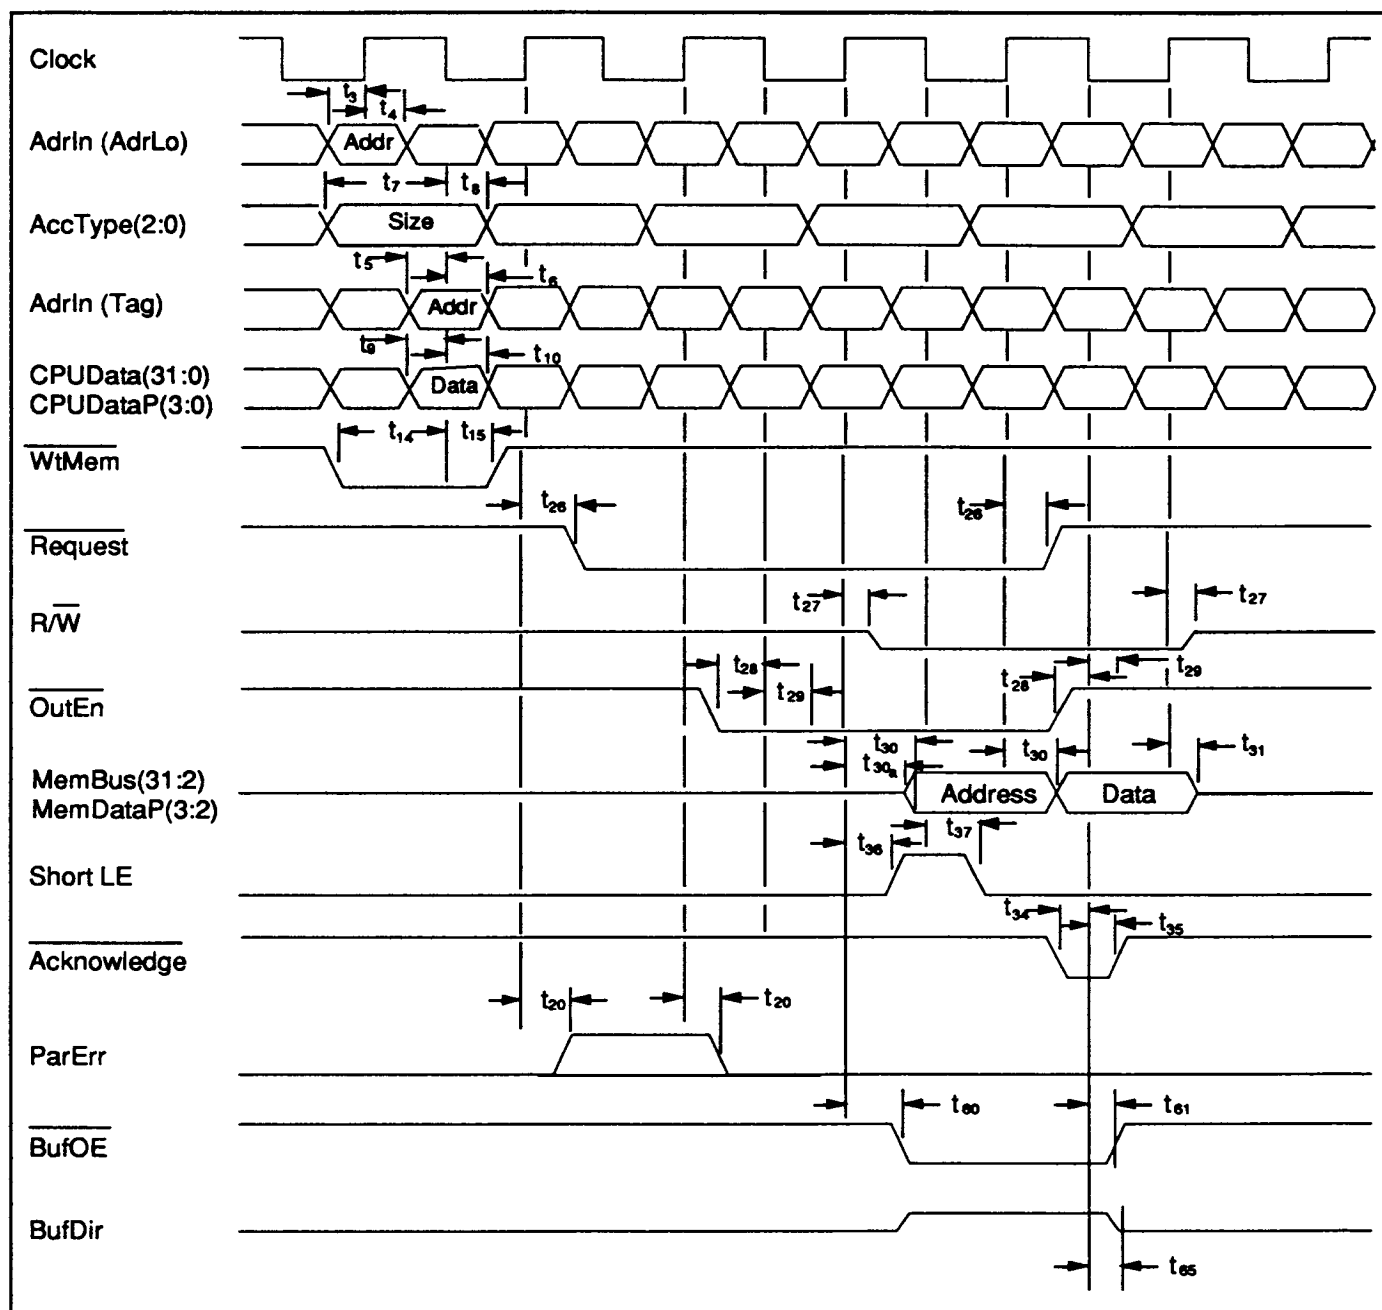 Clock
t3
t4
AdrIn (AdrLo)
Addr
t7
t8
AccType(2:0)
Size
t5
t6
AdrIn (Tag)
Addr
t9
t10
CPUData(31:0)
CPUDataP(3:0)
Data
t14
t15
WtMem
t26
t26
Request
t27
t27
R/W
t28
t29
t28
t29
OutEn
t30
t30
t31
t30a
MemBus(31:2)
MemDataP(3:2)
Address
Data
t36
t37
Short LE
t34
t35
Acknowledge
t20
t20
ParErr
t60
t61
BufOE
BufDir
t65